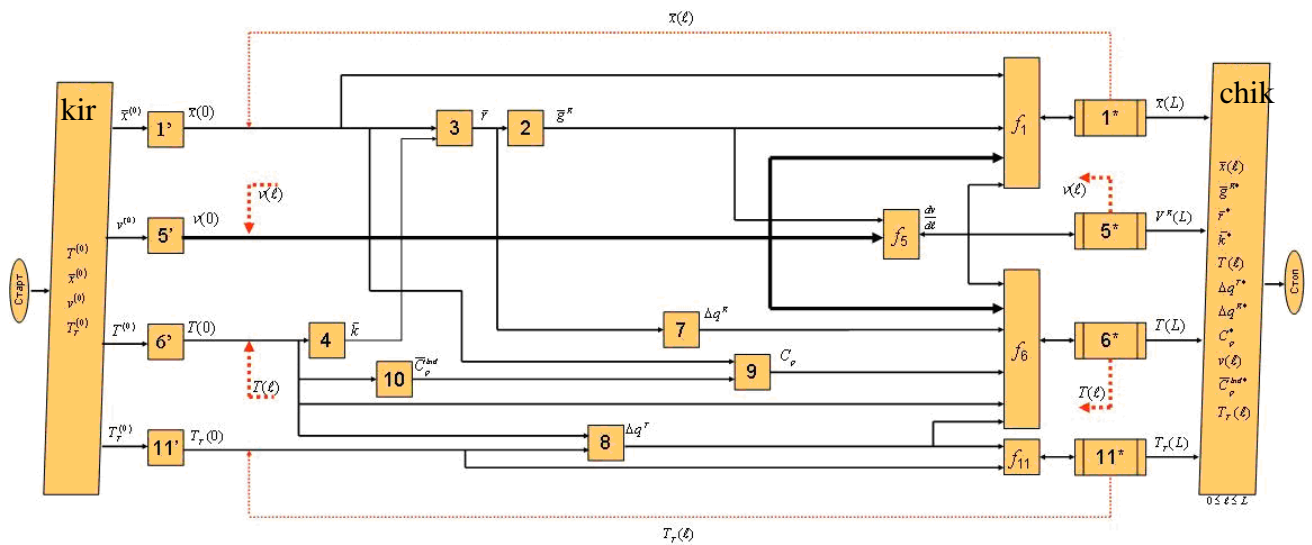 x̄(ℓ)
kir
chik
x̄⁽⁰⁾
1'
x̄(0)
3
r̄
2
ḡᴿ
f₁
1*
x̄(L)
v(ℓ)
v(ℓ)
v⁽⁰⁾
5'
v(0)
f₅
dv
dℓ
5*
Vᴿ(L)
Старт
T⁽⁰⁾
x̄⁽⁰⁾
v⁽⁰⁾
Tᵣ⁽⁰⁾
x̄(ℓ)
ḡᴿ*
r̄*
k̄*
T(ℓ)
Δqᵀ*
Δqᴿ*
Cₚ*
v(ℓ)
C̄ₚⁱⁿᵈ*
Tᵣ(ℓ)
Стоп
T⁽⁰⁾
6'
T(0)
4
k̄
7
Δqᴿ
f₆
6*
T(L)
T(ℓ)
10
C̄ₚⁱⁿᵈ
9
Cₚ
T(ℓ)
Tᵣ⁽⁰⁾
11'
Tᵣ(0)
8
Δqᵀ
f₁₁
11*
Tᵣ(L)
0 ≤ ℓ ≤ L
Tᵣ(ℓ)